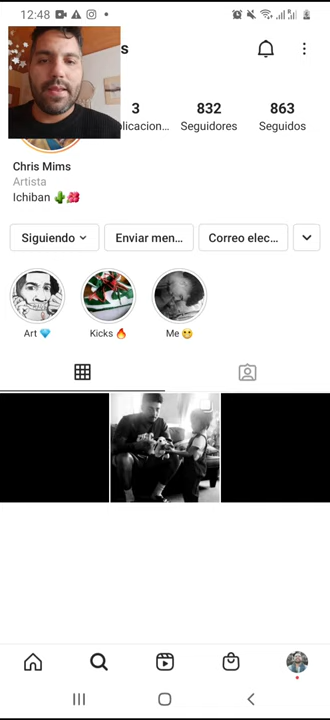 12:48
s
3 832 863
plicacion... Seguidores Seguidos
Chris Mims
Artista
Ichiban 🌵🌺
Siguiendo Enviar men... Correo elec...
Art 💎 Kicks 🔥 Me 😁